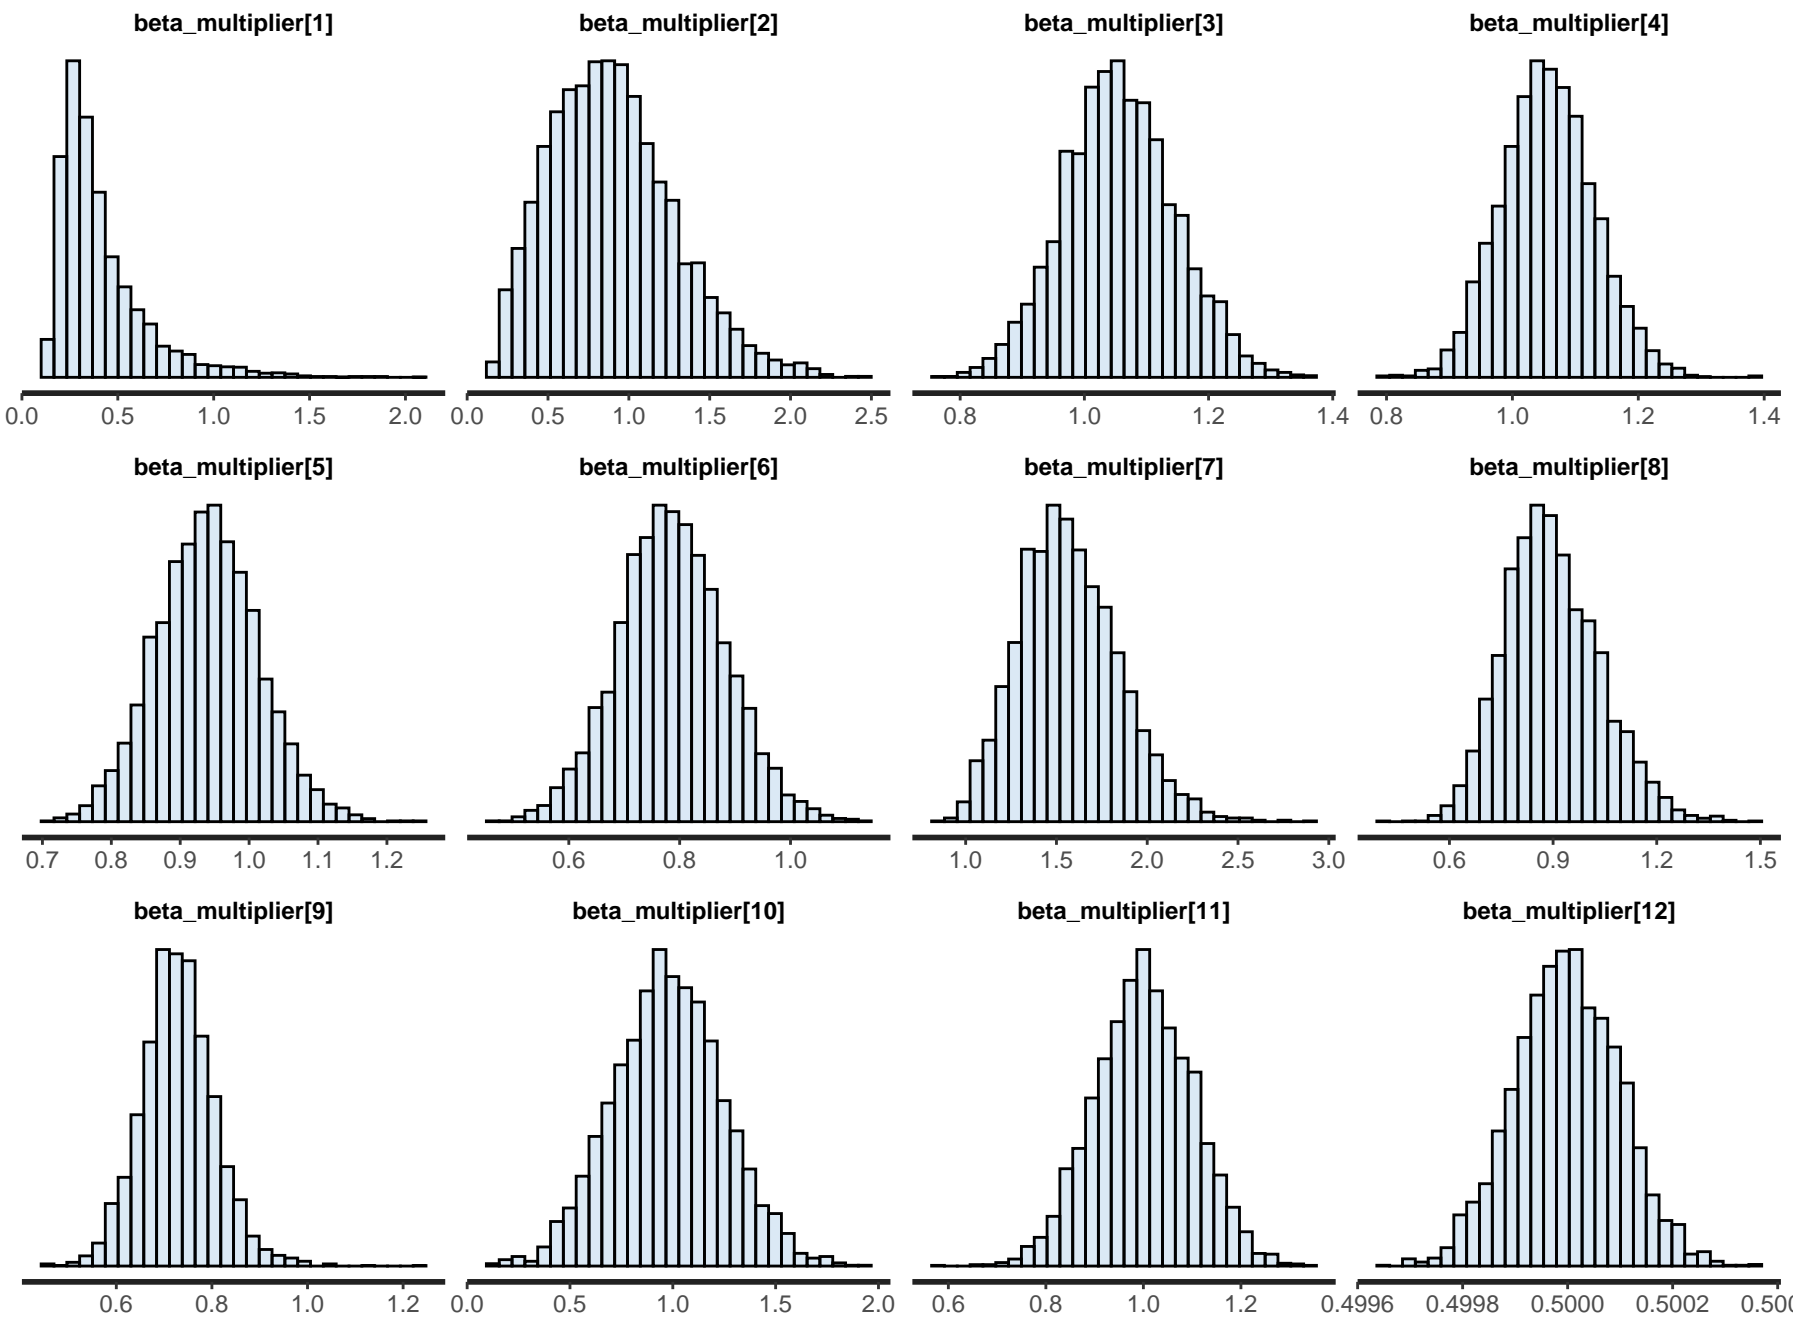 beta_multiplier[1] beta_multiplier[2] beta_multiplier[3] beta_multiplier[4]
0.0 0.5 1.0 1.5 2.0 0.0 0.5 1.0 1.5 2.0 2.5 0.8 1.0 1.2 1.4 0.8 1.0 1.2 1.4
beta_multiplier[5] beta_multiplier[6] beta_multiplier[7] beta_multiplier[8]
0.7 0.8 0.9 1.0 1.1 1.2 0.6 0.8 1.0 1.0 1.5 2.0 2.5 3.0 0.6 0.9 1.2 1.5
beta_multiplier[9] beta_multiplier[10] beta_multiplier[11] beta_multiplier[12]
0.6 0.8 1.0 1.2 0.0 0.5 1.0 1.5 2.0 0.6 0.8 1.0 1.2 0.4996 0.4998 0.5000 0.5002